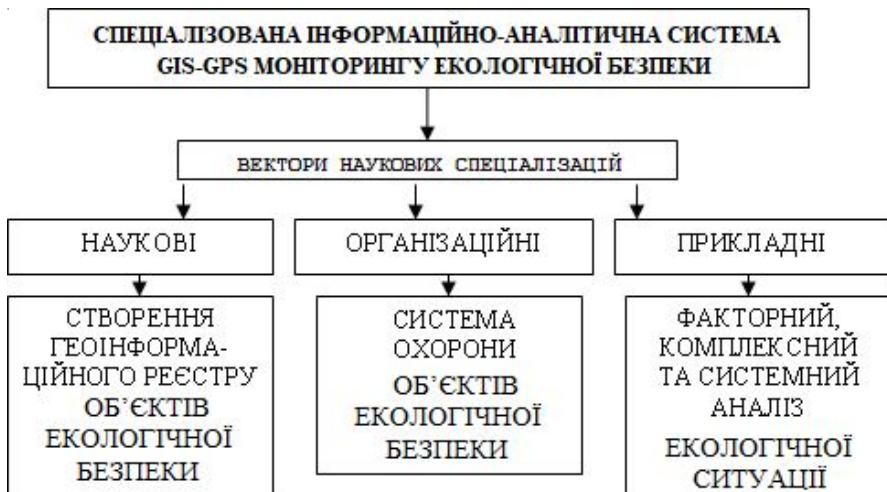 СПЕЦІАЛІЗОВАНА ІНФОРМАЦІЙНО-АНАЛІТИЧНА СИСТЕМА
GIS-GPS МОНІТОРИНГУ ЕКОЛОГІЧНОЇ БЕЗПЕКИ
ВЕКТОРИ НАУКОВИХ СПЕЦІАЛІЗАЦІЙ
НАУКОВІ
ОРГАНІЗАЦІЙНІ
ПРИКЛАДНІ
СТВОРЕННЯ
ГЕОІНФОРМА-
ЦІЙНОГО РЕЄСТРУ
ОБ’ЄКТІВ
ЕКОЛОГІЧНОЇ
БЕЗПЕКИ
СИСТЕМА
ОХОРОНИ
ОБ’ЄКТІВ
ЕКОЛОГІЧНОЇ
БЕЗПЕКИ
ФАКТОРНИЙ,
КОМПЛЕКСНИЙ
ТА СИСТЕМНИЙ
АНАЛІЗ
ЕКОЛОГІЧНОЇ
СИТУАЦІЇ